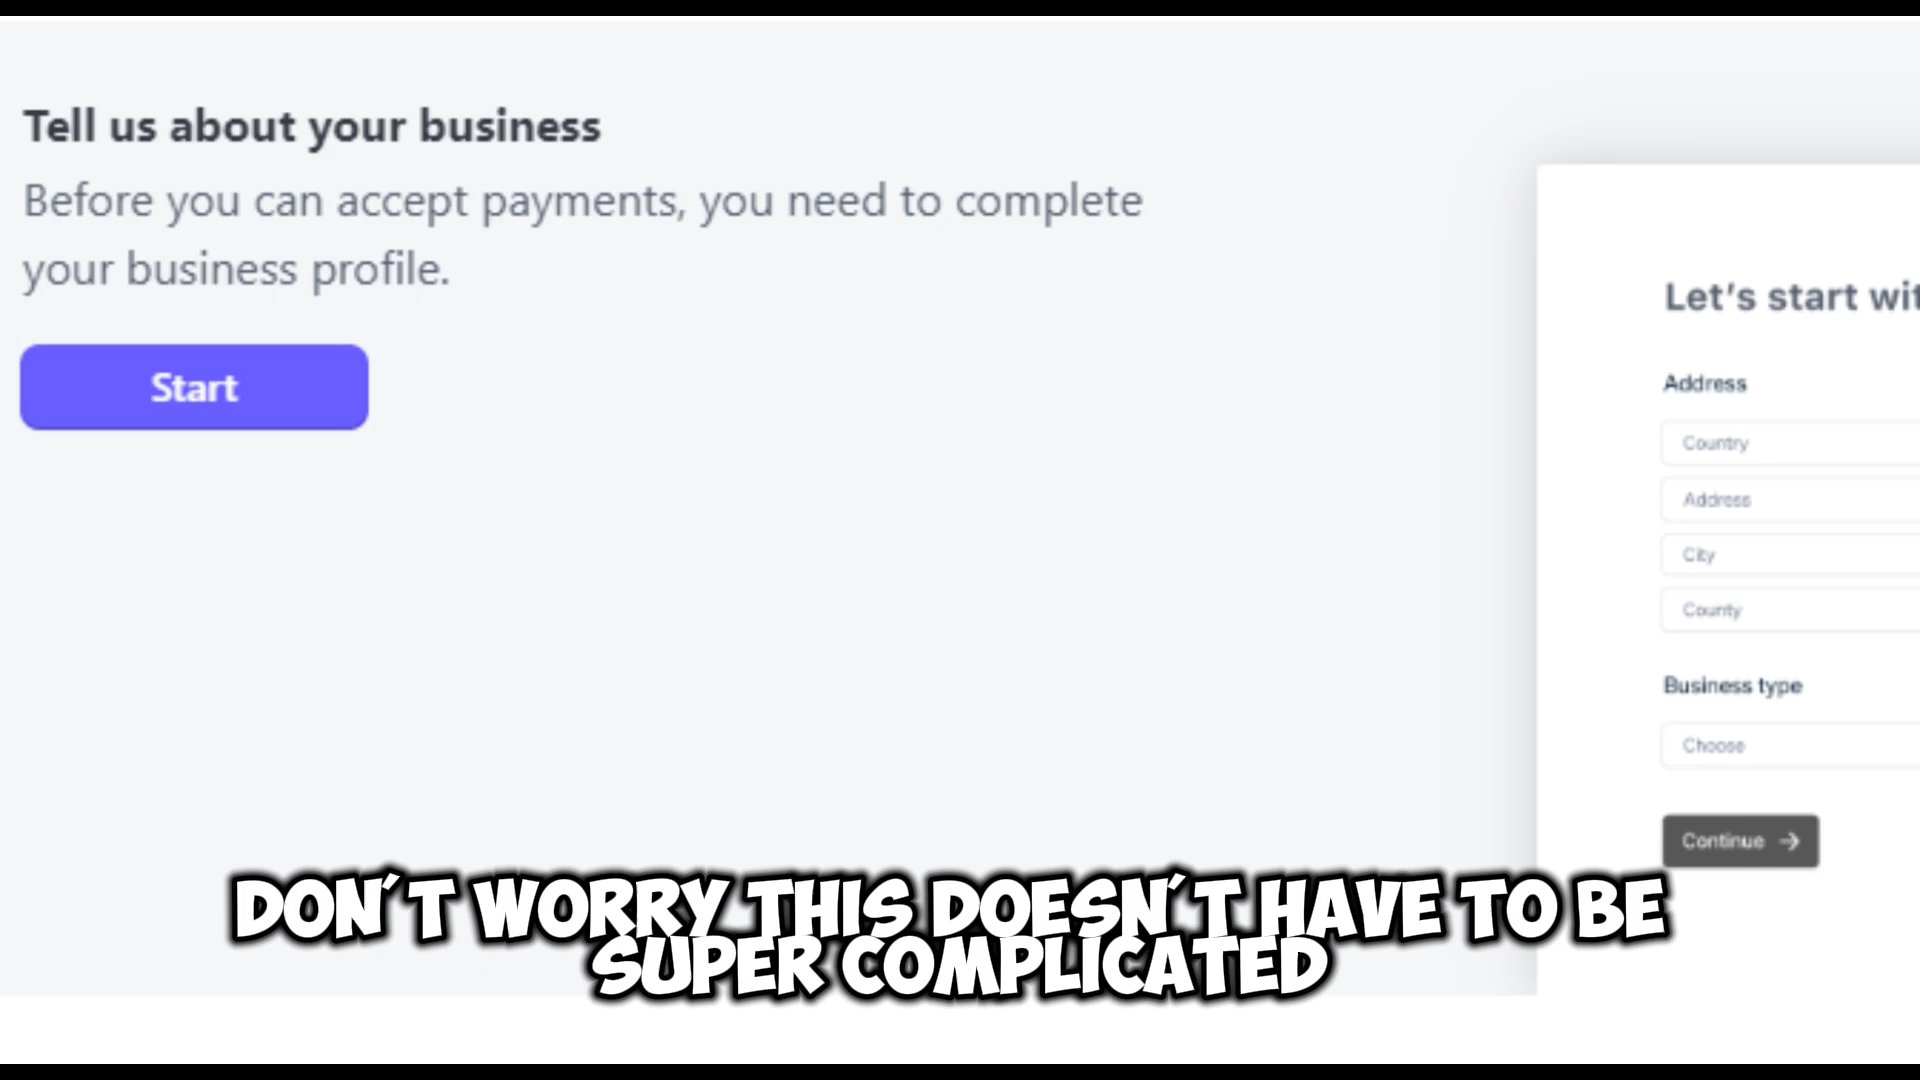 Tell us about your business
Before you can accept payments, you need to complete
your business profile.
Start
Let's start
Address
Country
Address
City
County
Business type
Choose
Continue →
DON'T WORRY THIS DOESN'T HAVE TO BE
SUPER COMPLICATED